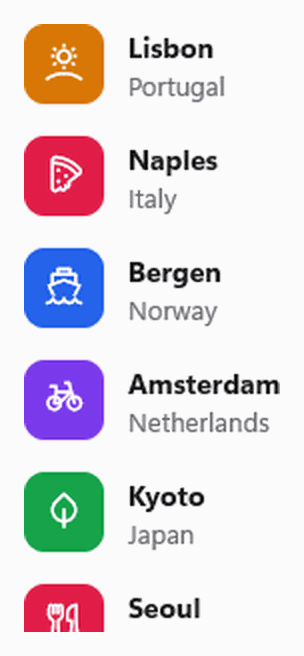 Lisbon
Portugal
Naples
Italy
Bergen
Norway
Amsterdam
Netherlands
Kyoto
Japan
Seoul